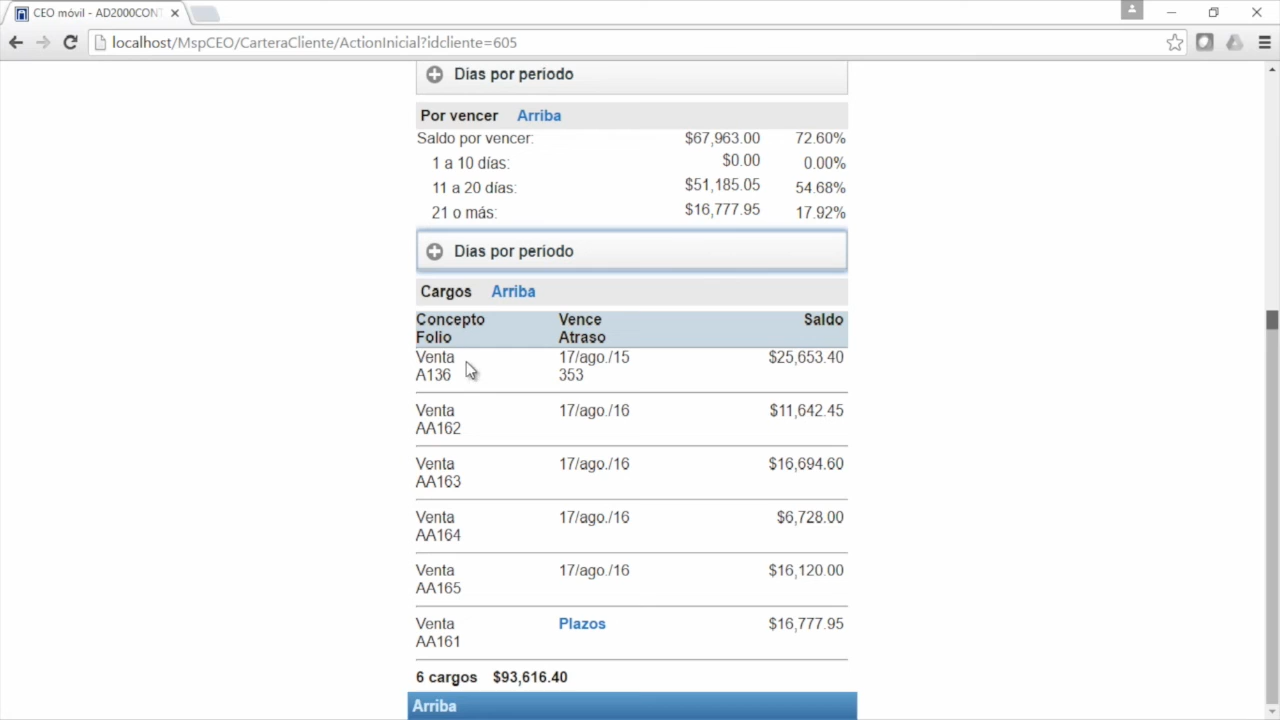 CEO móvil - AD2000CONT
localhost/MspCEO/CarteraCliente/ActionInicial?idcliente=605
Días por período
Por vencer Arriba
Saldo por vencer: $67,963.00 72.60%
1 a 10 días: $0.00 0.00%
11 a 20 días: $51,185.05 54.68%
21 o más: $16,777.95 17.92%
Días por período
Cargos Arriba
Concepto Vence Saldo
Folio Atraso
Venta 17/ago./15 $25,653.40
A136 353
Venta 17/ago./16 $11,642.45
AA162
Venta 17/ago./16 $16,694.60
AA163
Venta 17/ago./16 $6,728.00
AA164
Venta 17/ago./16 $16,120.00
AA165
Venta Plazos $16,777.95
AA161
6 cargos $93,616.40
Arriba